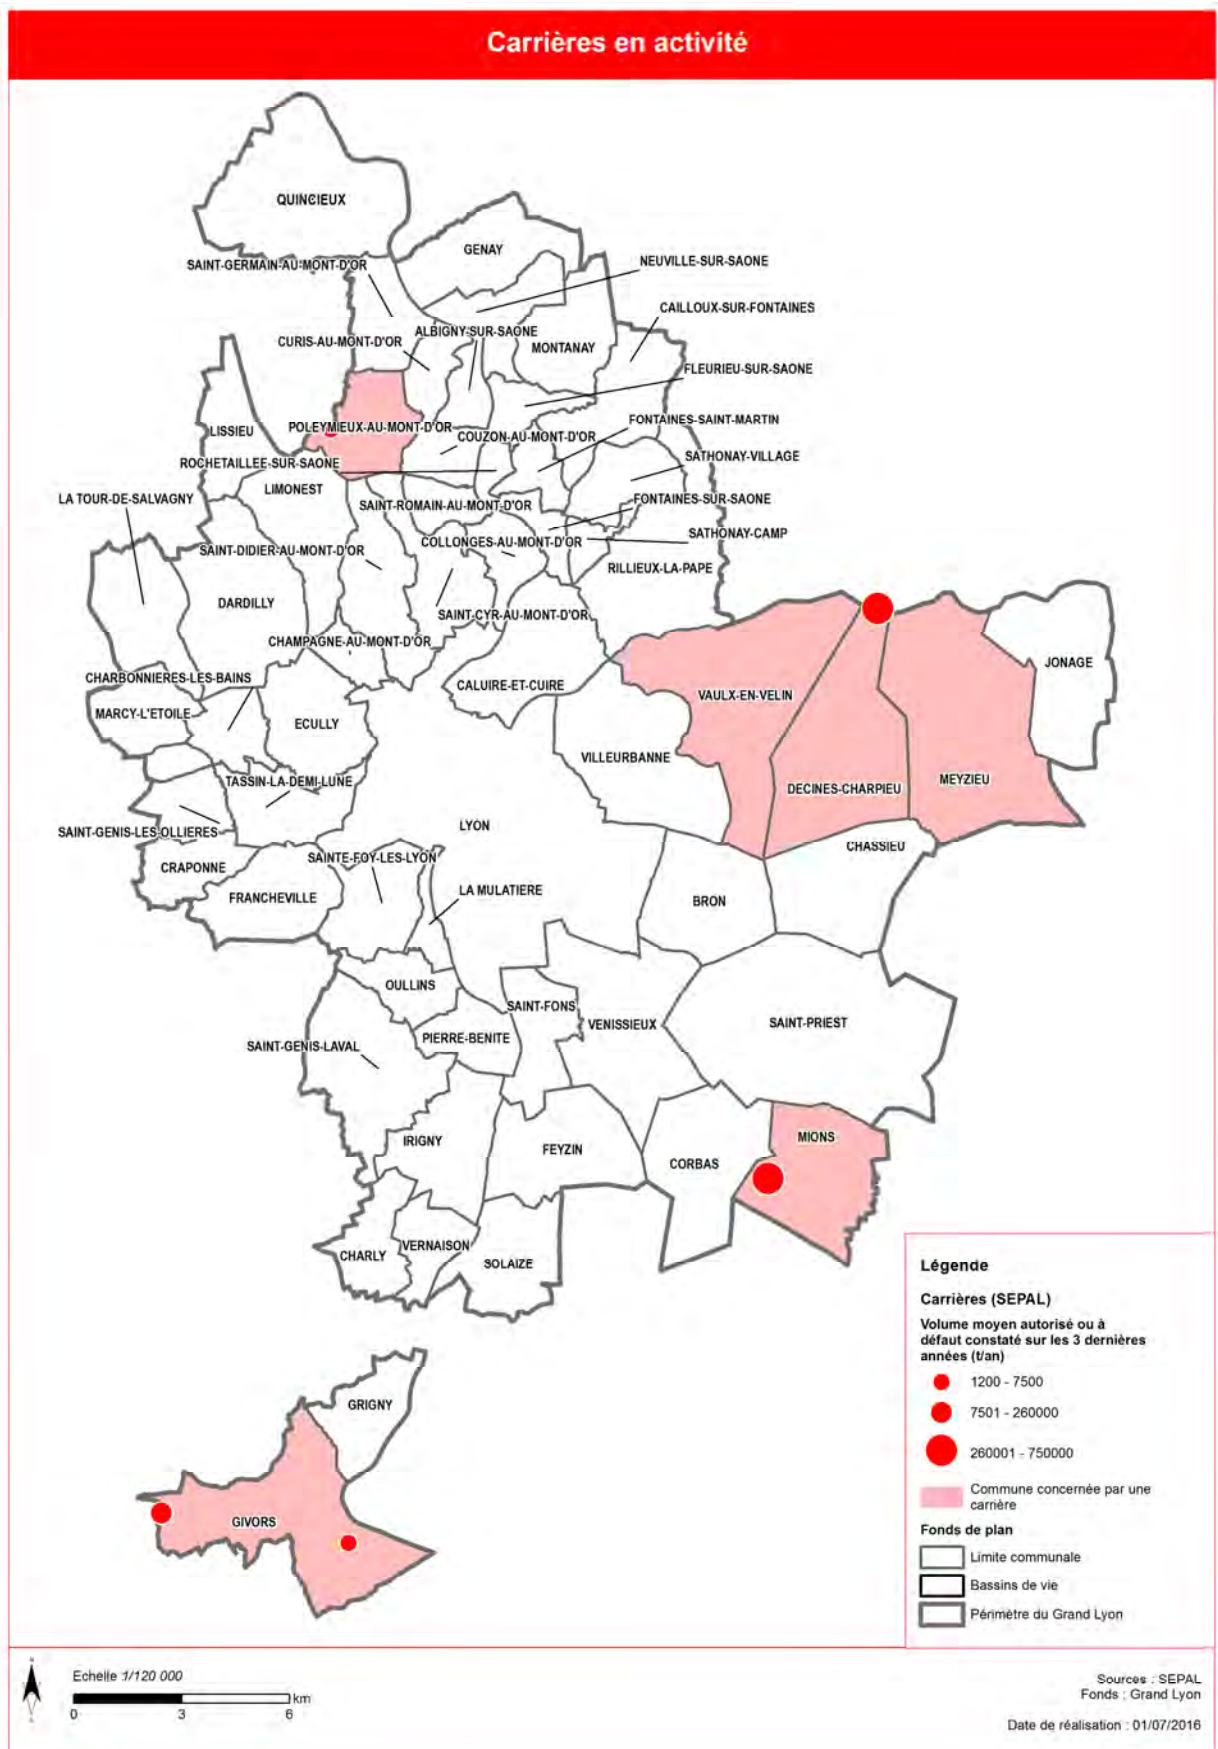 Carrières en activité
QUINCIEUX
GENAY
SAINT-GERMAIN-AU-MONT-D'OR
NEUVILLE-SUR-SAONE
CAILLOUX-SUR-FONTAINES
ALBIGNY-SUR-SAONE
CURIS-AU-MONT-D'OR
MONTANAY
FLEURIEU-SUR-SAONE
POLEYMIEUX-AU-MONT-D'OR
FONTAINES-SAINT-MARTIN
LISSIEU
COUZON-AU-MONT-D'OR
ROCHETAILLEE-SUR-SAONE
SATHONAY-VILLAGE
LIMONEST
LA TOUR-DE-SALVAGNY
FONTAINES-SUR-SAONE
SAINT-ROMAIN-AU-MONT-D'OR
SATHONAY-CAMP
COLLONGES-AU-MONT-D'OR
SAINT-DIDIER-AU-MONT-D'OR
RILLIEUX-LA-PAPE
DARDILLY
SAINT-CYR-AU-MONT-D'OR
CHAMPAGNE-AU-MONT-D'OR
JONAGE
CHARBONNIERES-LES-BAINS
CALUIRE-ET-CUIRE
VAULX-EN-VELIN
MARCY-L'ETOILE
ECULLY
VILLEURBANNE
MEYZIEU
TASSIN-LA-DEMI-LUNE
DECINES-CHARPIEU
LYON
SAINT-GENIS-LES-OLLIERES
CHASSIEU
SAINTE-FOY-LES-LYON
CRAPONNE
LA MULATIERE
FRANCHEVILLE
BRON
OULLINS
SAINT-FONS
VENISSIEUX
SAINT-PRIEST
PIERRE-BENITE
SAINT-GENIS-LAVAL
MIONS
IRIGNY
FEYZIN
CORBAS
VERNAISON
CHARLY
SOLAIZE
GRIGNY
GIVORS
Légende
Carrières (SEPAL)
Volume moyen autorisé ou à
défaut constaté sur les 3 dernières
années (t/an)
1200 - 7500
7501 - 260000
260001 - 750000
Commune concernée par une
carrière
Fonds de plan
Limite communale
Bassins de vie
Périmètre du Grand Lyon
N
Echelle 1/120 000
km
0 3 6
Sources : SEPAL
Fonds : Grand Lyon
Date de réalisation : 01/07/2016